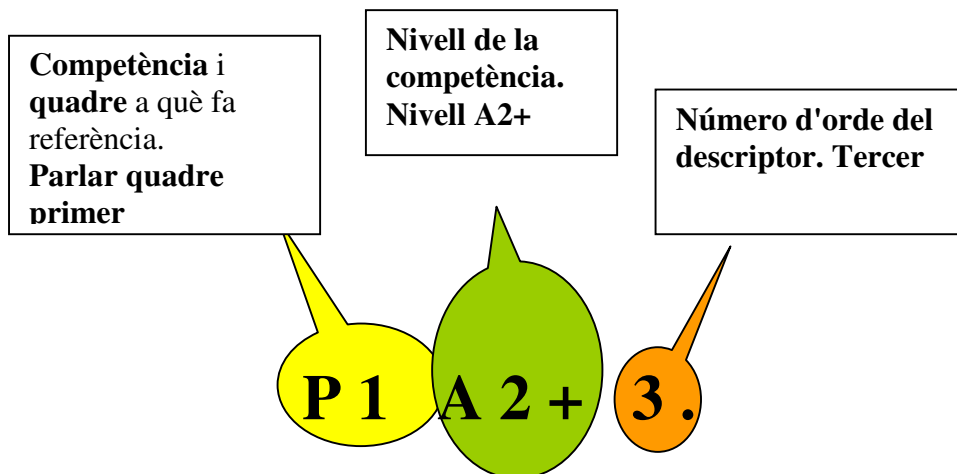 Competència i
quadre a què fa
referència.
Parlar quadre
primer
Nivell de la
competència.
Nivell A2+
Número d'orde del
descriptor. Tercer
P 1 A 2 + 3 .